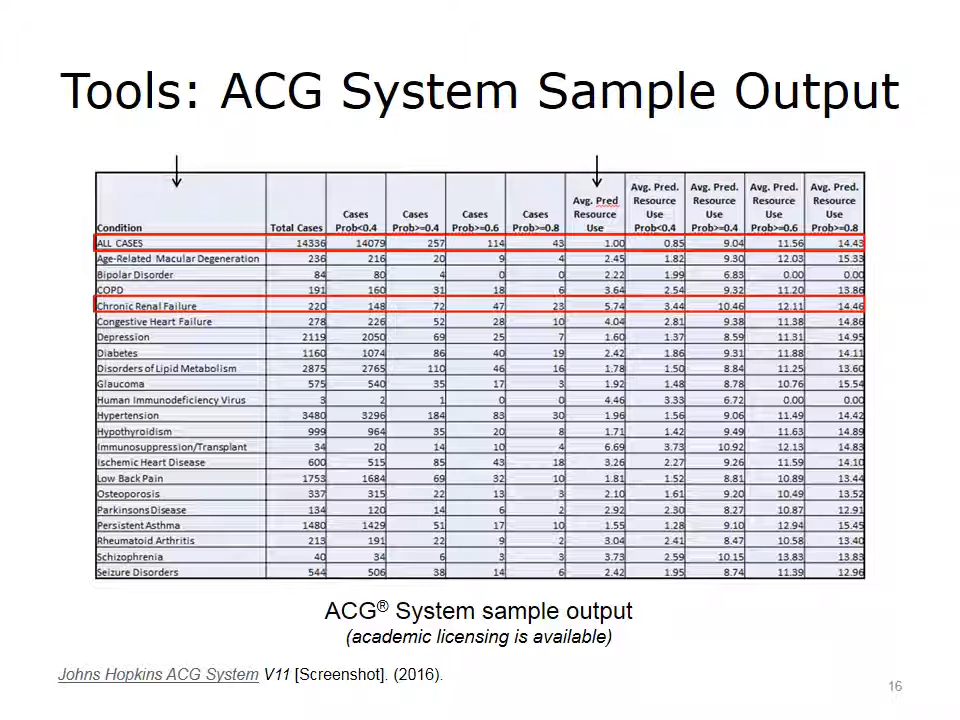 Tools: ACG System Sample Output
Condition Total Cases Cases Prob<0.4 Cases Prob>=0.4 Cases Prob>=0.6 Cases Prob>=0.8 Avg. Pred Resource Use Avg. Pred. Resource Use Prob<0.4 Avg. Pred. Resource Use Prob>=0.4 Avg. Pred. Resource Use Prob>=0.6 Avg. Pred. Resource Use Prob>=0.8
ALL CASES 14336 14079 257 114 43 1.00 0.85 9.04 11.56 14.43
Age-Related Macular Degeneration 236 216 20 9 4 2.45 1.82 9.30 12.03 15.33
Bipolar Disorder 84 80 4 0 0 2.22 1.99 6.83 0.00 0.00
COPD 191 160 31 18 6 3.64 2.54 9.32 11.20 13.86
Chronic Renal Failure 220 148 72 47 23 5.74 3.44 10.46 12.11 14.46
Congestive Heart Failure 278 226 52 28 10 4.04 2.81 9.38 11.38 14.86
Depression 2119 2050 69 25 7 1.60 1.37 8.59 11.31 14.95
Diabetes 1160 1074 86 40 19 2.42 1.86 9.31 11.88 14.11
Disorders of Lipid Metabolism 2875 2765 110 46 16 1.78 1.50 8.84 11.25 13.60
Glaucoma 575 540 35 17 3 1.92 1.48 8.78 10.76 15.54
Human Immunodeficiency Virus 3 2 1 0 0 4.46 3.33 6.72 0.00 0.00
Hypertension 3480 3296 184 83 30 1.96 1.56 9.06 11.49 14.42
Hypothyroidism 999 964 35 20 8 1.71 1.42 9.49 11.63 14.89
Immunosuppression/Transplant 34 20 14 10 4 6.69 3.73 10.92 12.13 14.83
Ischemic Heart Disease 600 515 85 43 18 3.26 2.27 9.26 11.59 14.10
Low Back Pain 1753 1684 69 32 10 1.81 1.52 8.81 10.89 13.44
Osteoporosis 337 315 22 13 3 2.10 1.61 9.20 10.49 13.52
Parkinsons Disease 134 120 14 6 2 2.92 2.30 8.27 10.87 12.91
Persistent Asthma 1480 1429 51 17 10 1.55 1.28 9.10 12.94 15.45
Rheumatoid Arthritis 213 191 22 9 2 3.04 2.41 8.47 10.58 13.40
Schizophrenia 40 34 6 3 3 3.73 2.59 10.15 13.83 13.83
Seizure Disorders 544 506 38 14 6 2.42 1.95 8.74 11.39 12.96
ACG® System sample output
(academic licensing is available)
Johns Hopkins ACG System V11 [Screenshot]. (2016).
16